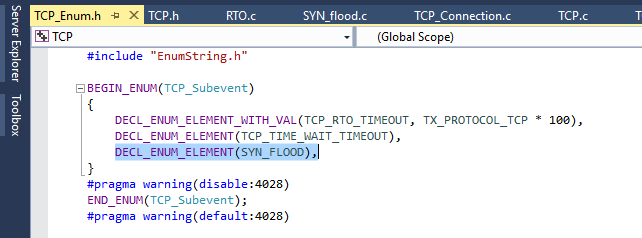 TCP_Enum.h TCP.h RTO.c SYN_flood.c TCP_Connection.c TCP.c T
TCP (Global Scope)
Server Explorer
Toolbox
#include "EnumString.h"
BEGIN_ENUM(TCP_Subevent)
{
DECL_ENUM_ELEMENT_WITH_VAL(TCP_RTO_TIMEOUT, TX_PROTOCOL_TCP * 100),
DECL_ENUM_ELEMENT(TCP_TIME_WAIT_TIMEOUT),
DECL_ENUM_ELEMENT(SYN_FLOOD),
}
#pragma warning(disable:4028)
END_ENUM(TCP_Subevent);
#pragma warning(default:4028)